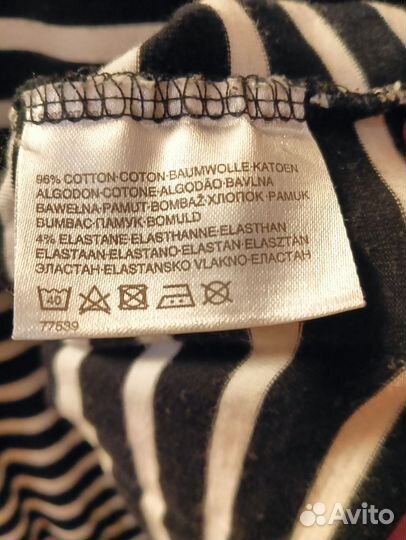 96% COTTON·COTON·BAUMWOLLE·KATOEN
ALGODON·COTONE·ALGODÃO·BAVLNA
BAWEŁNA·PAMUT·BOMBAŽ·ХЛОПОК·PAMUK
BUMBAC·ПАМУК·BOMULD
4% ELASTANE·ELASTHANNE·ELASTHAN
ELASTAAN·ELASTANO·ELASTAN·ELASZTÁN
ЭЛАСТАН·ELASTANSKO VLAKNO·ЕЛАСТАН
40
77539
Avito